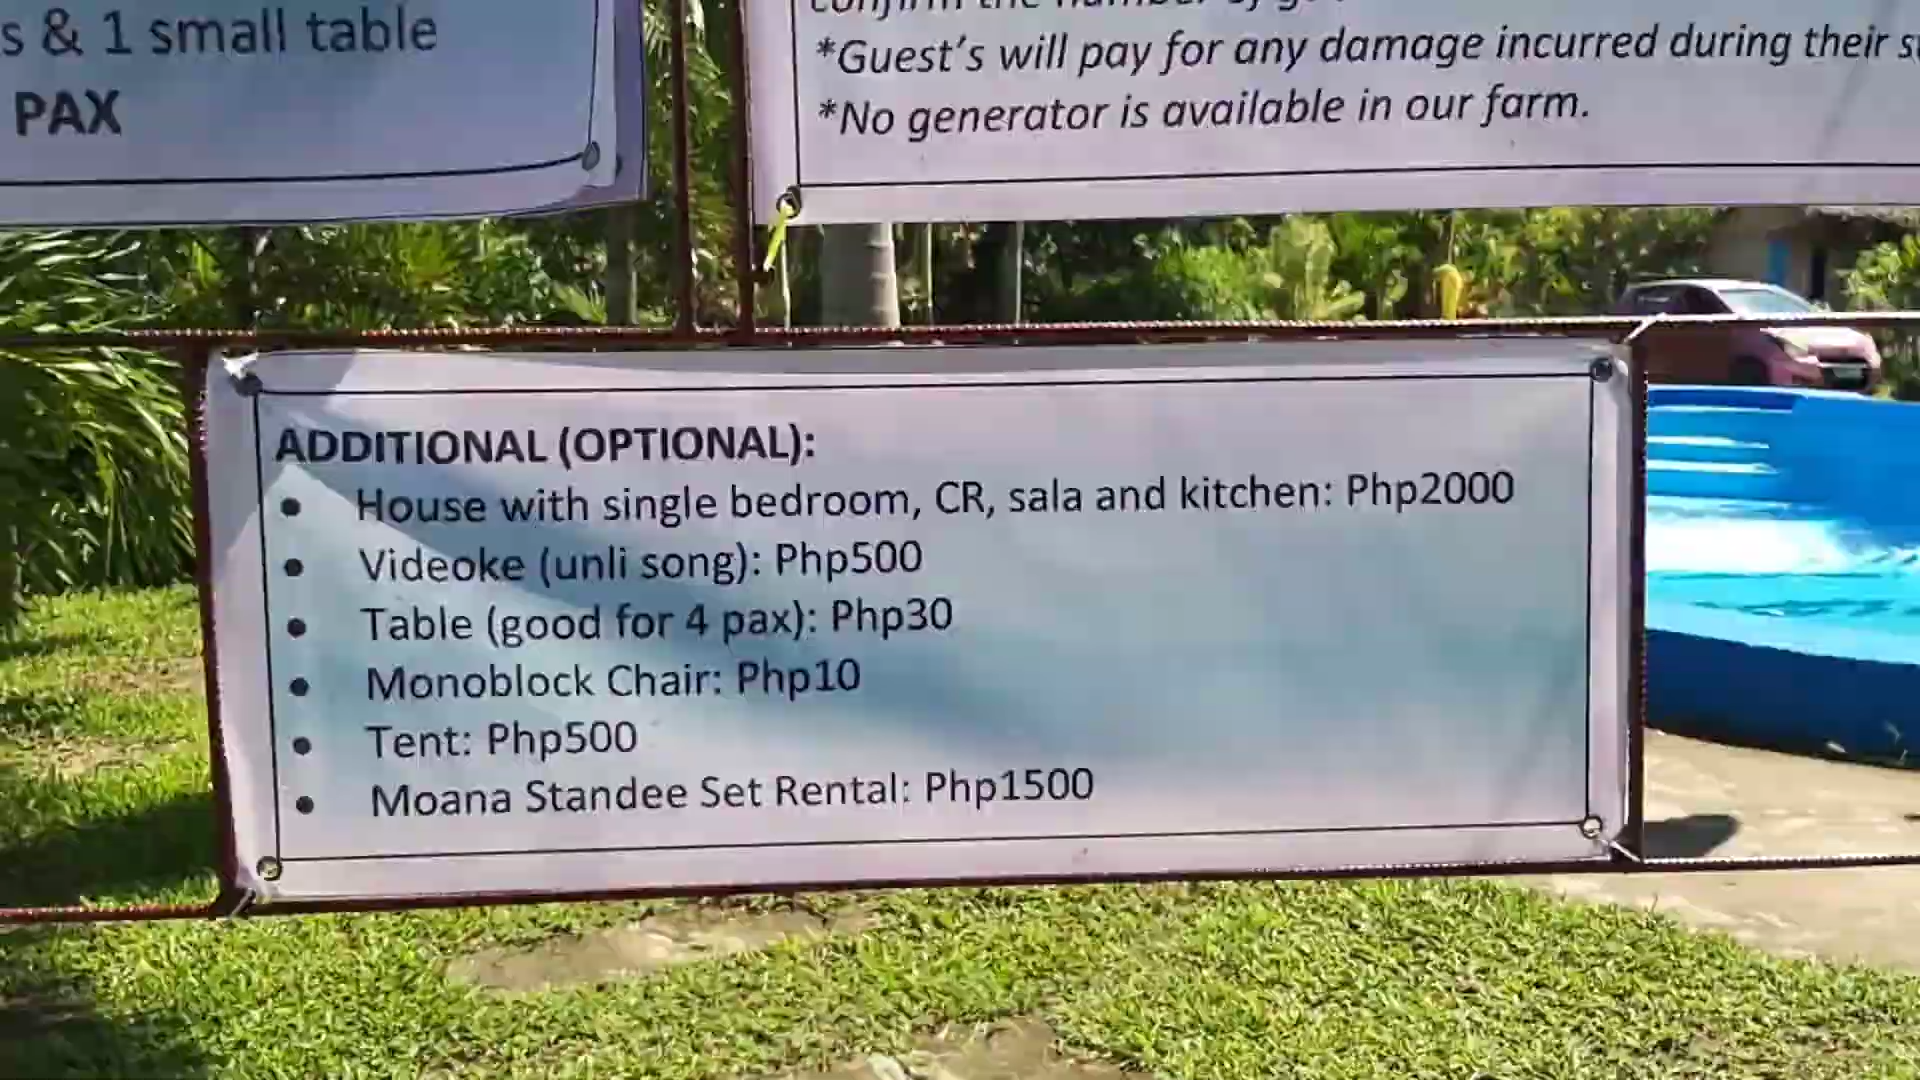 & 1 small table
PAX
*Guest's will pay for any damage incurred during their
*No generator is available in our farm.
ADDITIONAL (OPTIONAL):
• House with single bedroom, CR, sala and kitchen: Php2000
• Videoke (unli song): Php500
• Table (good for 4 pax): Php30
• Monoblock Chair: Php10
• Tent: Php500
• Moana Standee Set Rental: Php1500